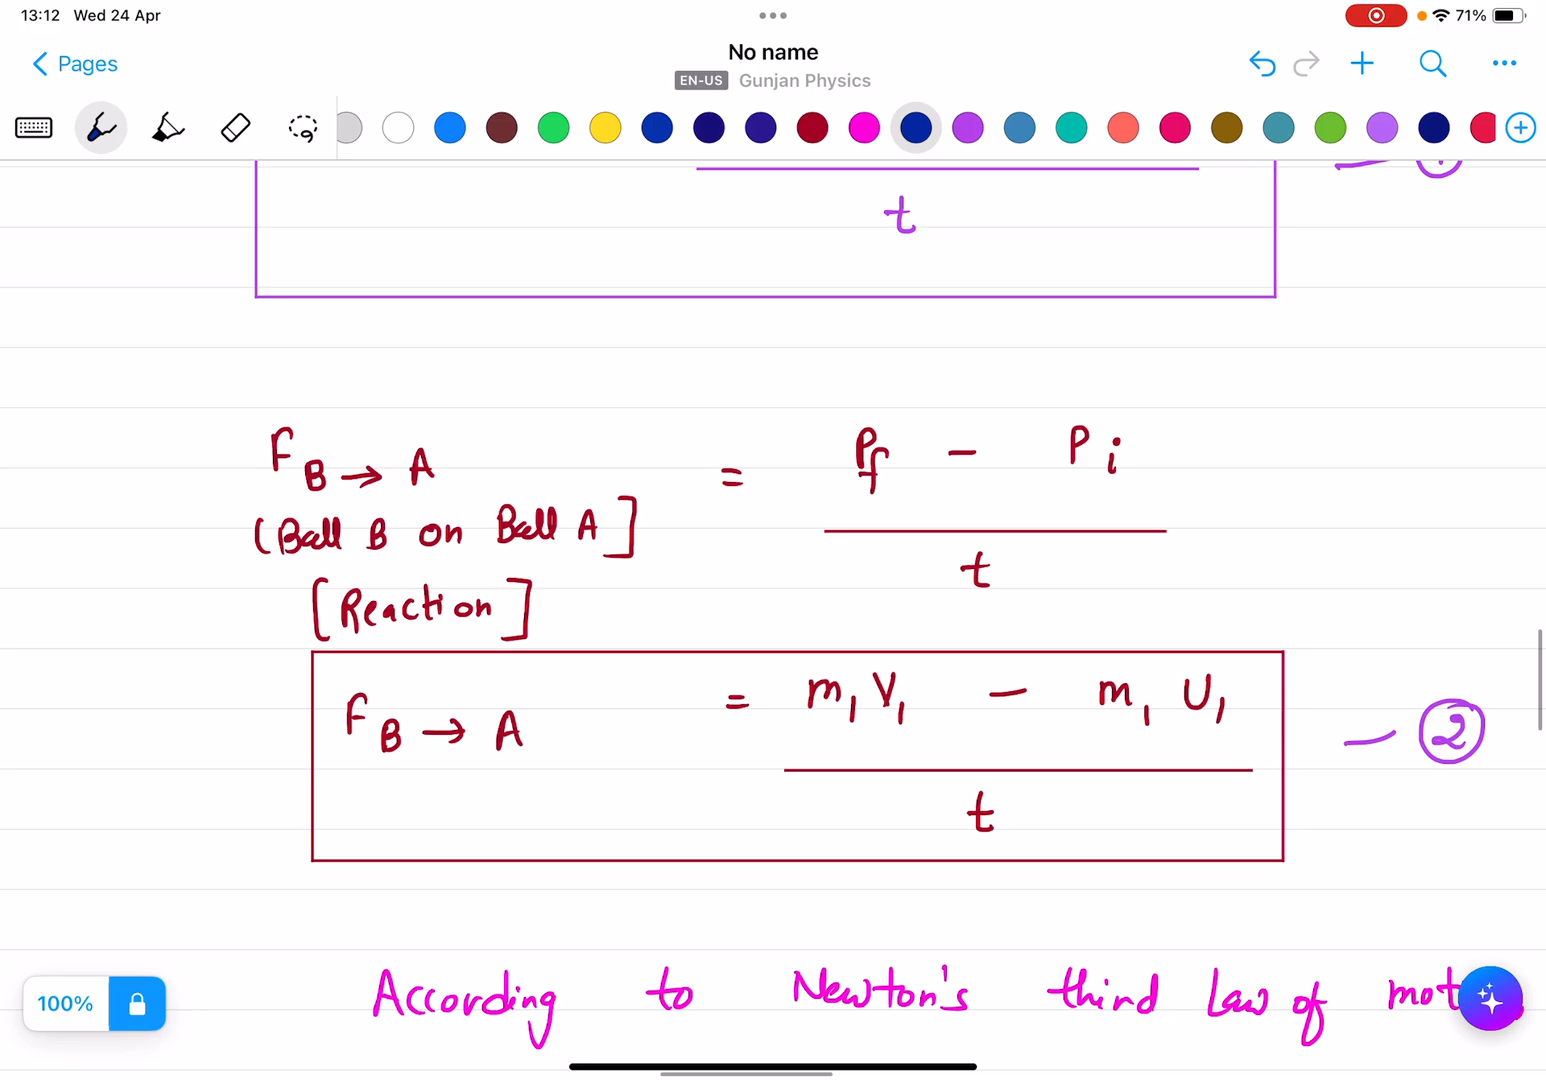 13:12 Wed 24 Apr
71%
Pages
No name
EN-US Gunjan Physics
t
F B → A = Pf - Pi
(Ball B on Ball A]
t
[Reaction]
F B → A = m₁ V₁ - m₁ U₁
- 2
t
According to Newton's third Law of mot
100%